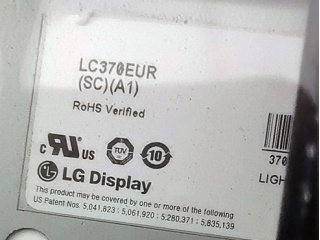 LC370EUR
(SC)(A1)
RoHS Verified
c RU US TUV 10
LG Display
370
LIGH
This product may be covered by one or more of the following
US Patent Nos. 5,041,823 ; 5,061,920 ; 5,280,371 ; 5,835,139